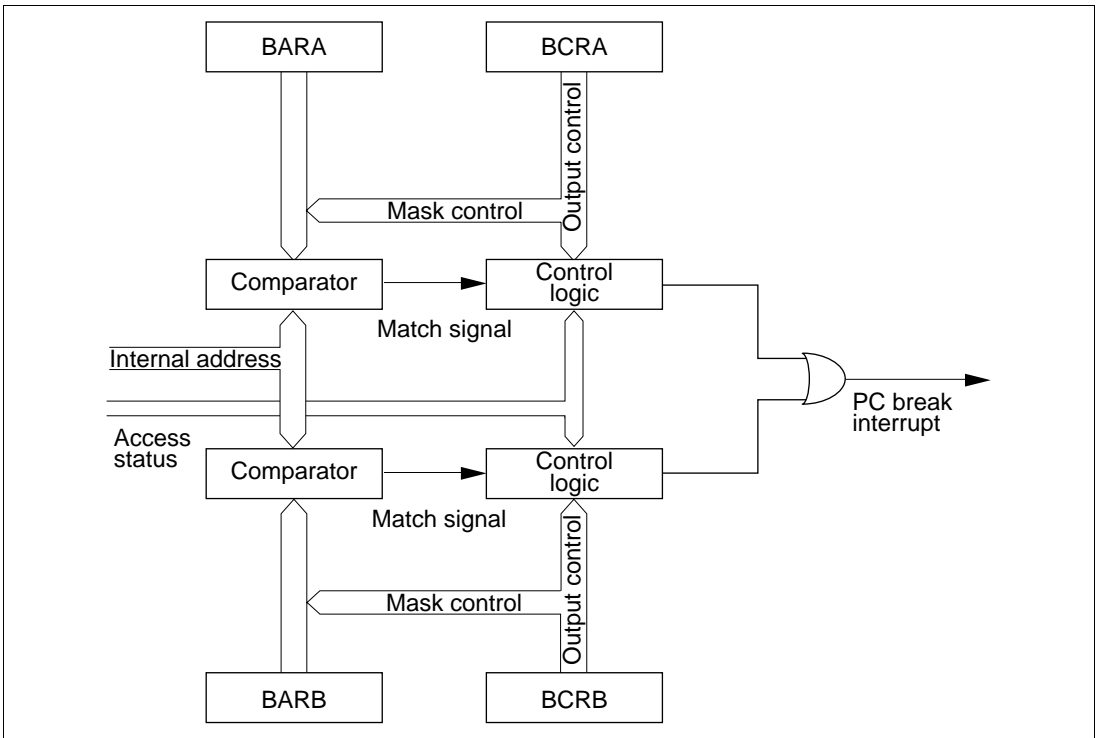 BARA
BCRA
Output control
Mask control
Comparator
Control
logic
Match signal
Internal address
Access
status
PC break
interrupt
Comparator
Control
logic
Match signal
Mask control
Output control
BARB
BCRB